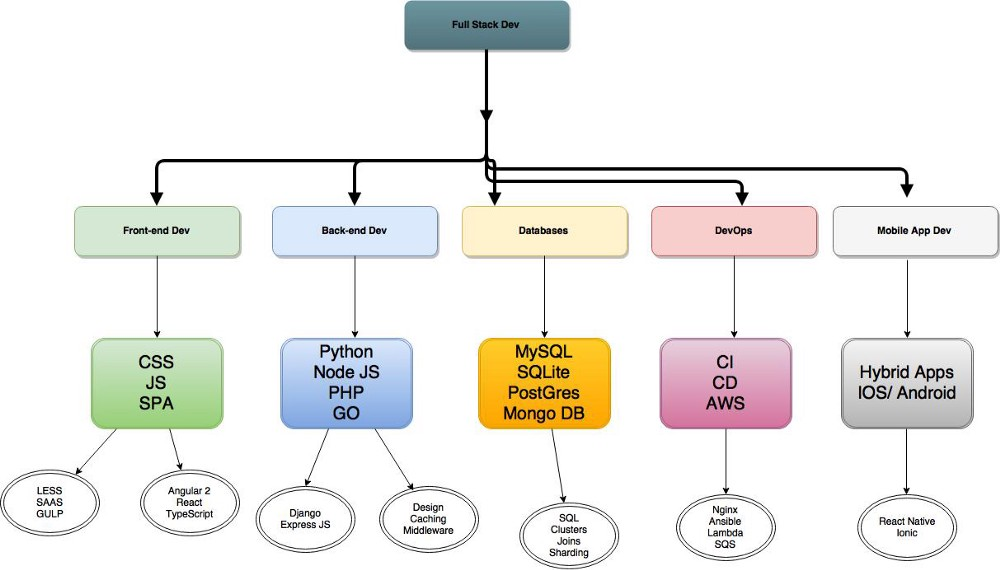 Full Stack Dev
Front-end Dev
Back-end Dev
Databases
DevOps
Mobile App Dev
CSS
JS
SPA
Python
Node JS
PHP
GO
MySQL
SQLite
PostGres
Mongo DB
CI
CD
AWS
Hybrid Apps
IOS/ Android
LESS
SAAS
GULP
Angular 2
React
TypeScript
Django
Express JS
Design
Caching
Middleware
SQL
Clusters
Joins
Sharding
Nginx
Ansible
Lambda
SQS
React Native
Ionic